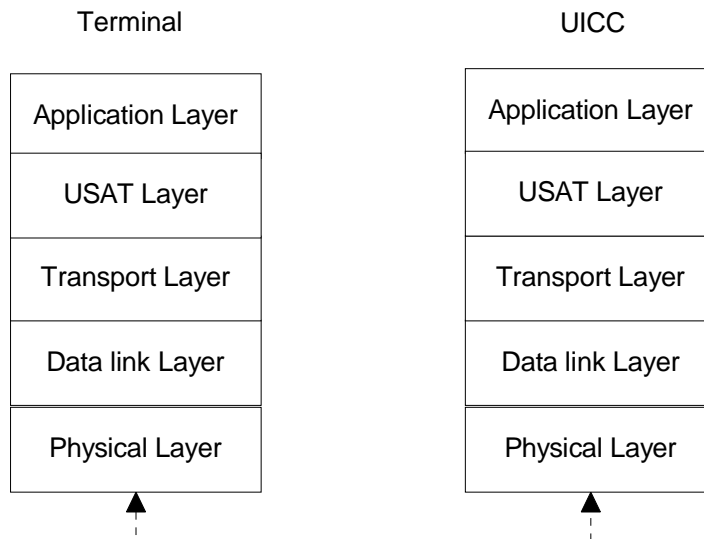 Terminal
UICC
Application Layer
USAT Layer
Transport Layer
Data link Layer
Physical Layer
Application Layer
USAT Layer
Transport Layer
Data link Layer
Physical Layer